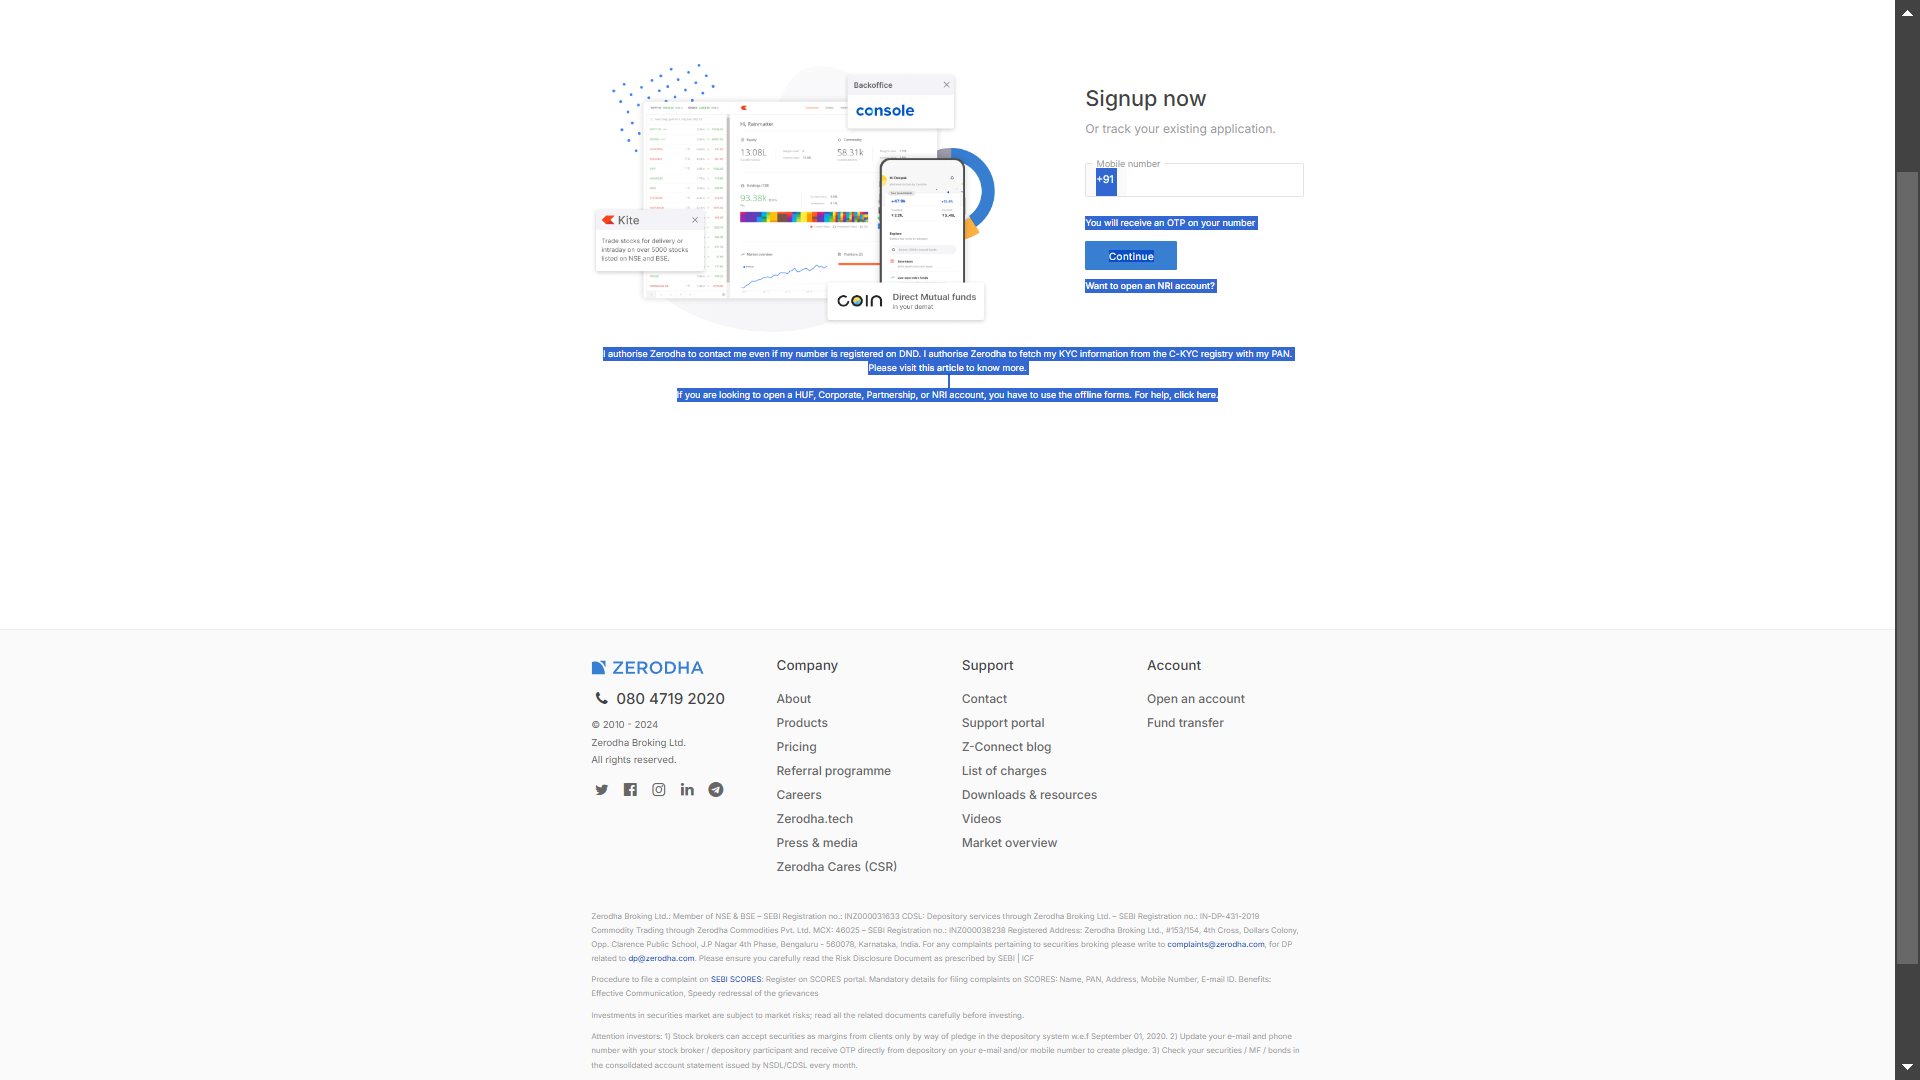 Backoffice
console
Hi, Rainmatter
Equity
Commodity
13.08L
58.31k
Holdings (13)
93.38k
Market overview
Positions (2)
Kite
Trade stocks for delivery or
intraday on over 5000 stocks
listed on NSE and BSE.
Explore
coin
Direct Mutual funds
in your demat
Signup now
Or track your existing application.
Mobile number
+91
You will receive an OTP on your number
Continue
Want to open an NRI account?
I authorise Zerodha to contact me even if my number is registered on DND. I authorise Zerodha to fetch my KYC information from the C-KYC registry with my PAN.
Please visit this article to know more.
If you are looking to open a HUF, Corporate, Partnership, or NRI account, you have to use the offline forms. For help, click here.
ZERODHA
080 4719 2020
© 2010 - 2024
Zerodha Broking Ltd.
All rights reserved.
Company
About
Products
Pricing
Referral programme
Careers
Zerodha.tech
Press & media
Zerodha Cares (CSR)
Support
Contact
Support portal
Z-Connect blog
List of charges
Downloads & resources
Videos
Market overview
Account
Open an account
Fund transfer
Zerodha Broking Ltd.: Member of NSE & BSE – SEBI Registration no.: INZ000031633 CDSL: Depository services through Zerodha Broking Ltd. – SEBI Registration no.: IN-DP-431-2019
Commodity Trading through Zerodha Commodities Pvt. Ltd. MCX: 46025 – SEBI Registration no.: INZ000038238 Registered Address: Zerodha Broking Ltd., #153/154, 4th Cross, Dollars Colony,
Opp. Clarence Public School, J.P Nagar 4th Phase, Bengaluru - 560078, Karnataka, India. For any complaints pertaining to securities broking please write to complaints@zerodha.com, for DP
related to dp@zerodha.com. Please ensure you carefully read the Risk Disclosure Document as prescribed by SEBI | ICF
Procedure to file a complaint on SEBI SCORES: Register on SCORES portal. Mandatory details for filing complaints on SCORES: Name, PAN, Address, Mobile Number, E-mail ID. Benefits:
Effective Communication, Speedy redressal of the grievances
Investments in securities market are subject to market risks; read all the related documents carefully before investing.
Attention investors: 1) Stock brokers can accept securities as margins from clients only by way of pledge in the depository system w.e.f September 01, 2020. 2) Update your e-mail and phone
number with your stock broker / depository participant and receive OTP directly from depository on your e-mail and/or mobile number to create pledge. 3) Check your securities / MF / bonds in
the consolidated account statement issued by NSDL/CDSL every month.